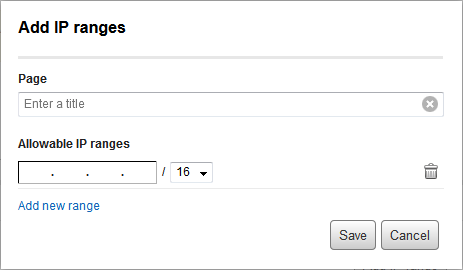 Add IP ranges
Page
Enter a title
Allowable IP ranges
. . . / 16
Add new range
Save Cancel